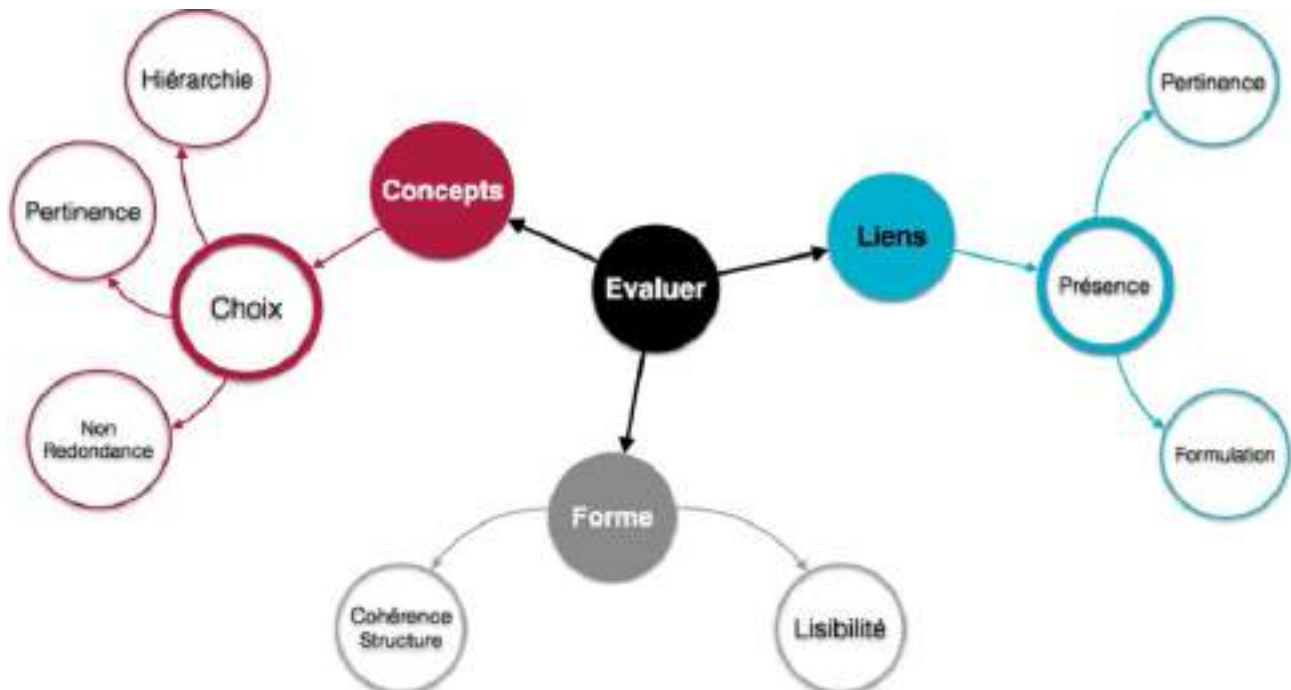 Hiérarchie
Pertinence
Concepts
Pertinence
Liens
Evaluer
Choix
Présence
Non
Redondance
Formulation
Forme
Cohérence
Structure
Lisibilité